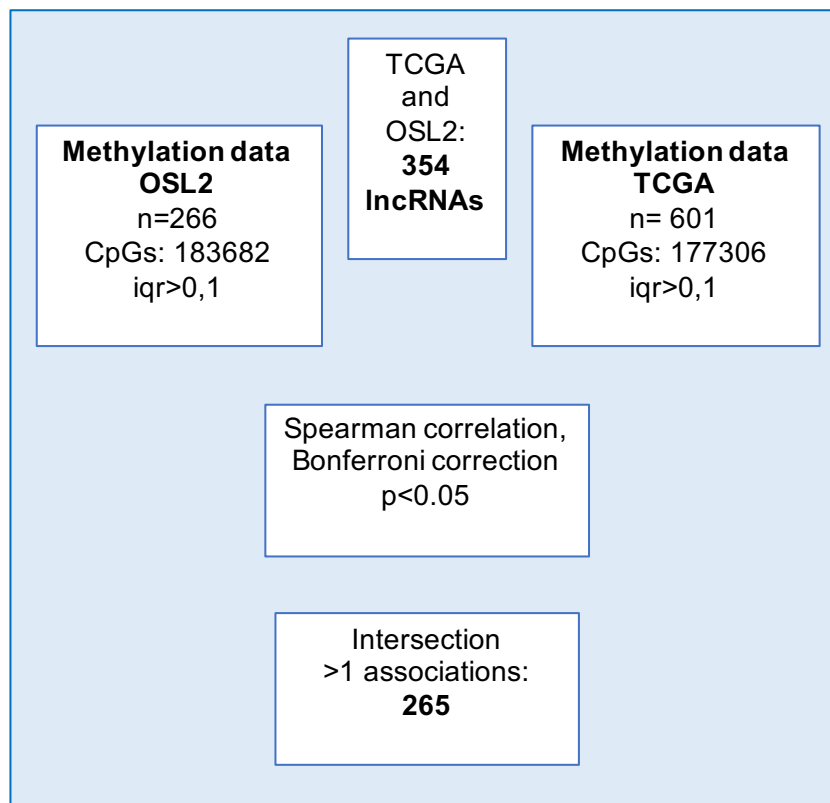 TCGA
and
OSL2:
354
lncRNAs
Methylation data
OSL2
n=266
CpGs: 183682
iqr>0,1
Methylation data
TCGA
n= 601
CpGs: 177306
iqr>0,1
Spearman correlation,
Bonferroni correction
p<0.05
Intersection
>1 associations:
265